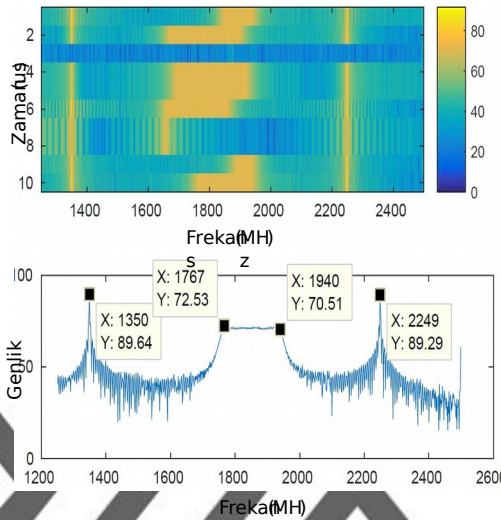 80
60
40
20
0
2
4
6
8
10
1400 1600 1800 2000 2200 2400
Zaman(us)
Frekans(MHz)
X: 1767
Y: 72.53
X: 1940
Y: 70.51
X: 1350
Y: 89.64
X: 2249
Y: 89.29
100
50
0
Genlik
1200 1400 1600 1800 2000 2200 2400 2600
Frekans(MH)